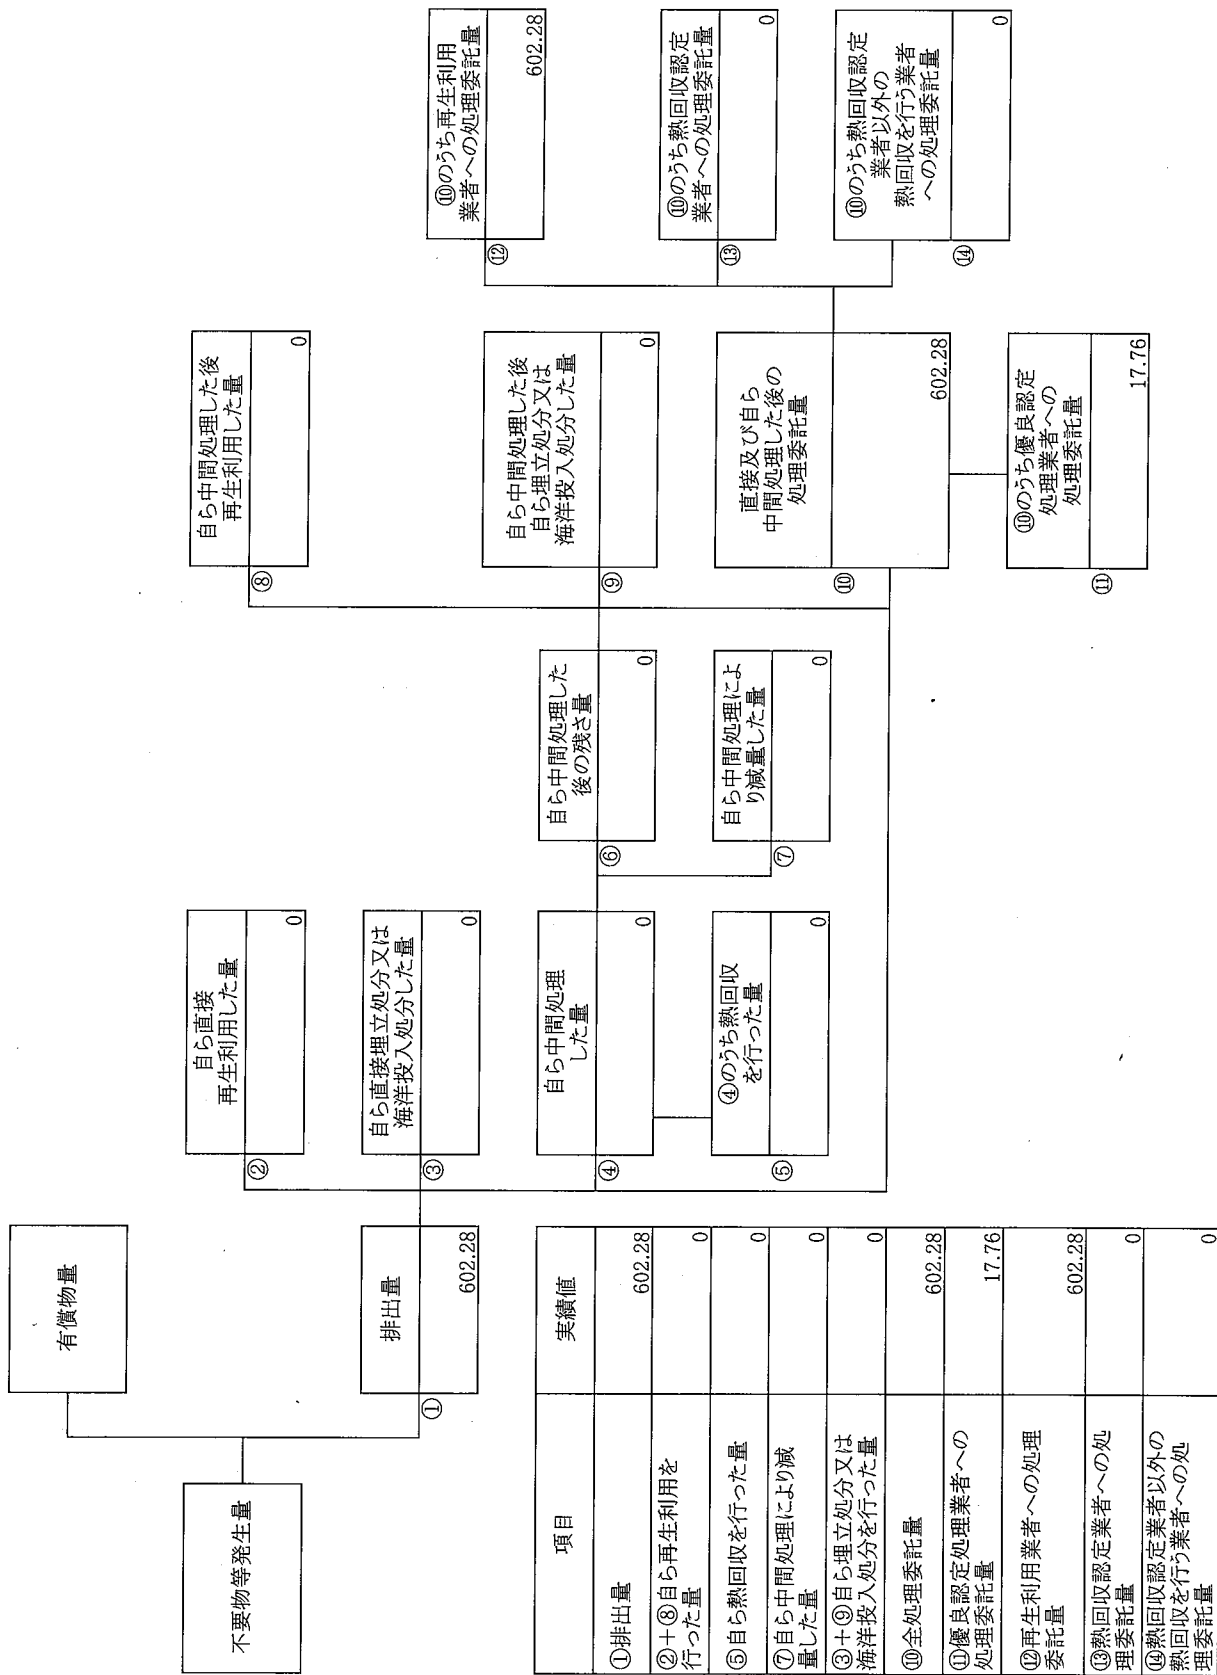 不要物等発生量
有償物量
①
排出量
602.28
②
自ら直接
再生利用した量
0
③
自ら直接埋立処分又は
海洋投入処分した量
0
④
自ら中間処理
した量
0
⑤
④のうち熱回収
を行った量
0
⑥
自ら中間処理した
後の残さ量
0
⑦
自ら中間処理によ
り減量した量
0
⑧
自ら中間処理した後
再生利用した量
0
⑨
自ら中間処理した後
自ら埋立処分又は
海洋投入処分した量
0
⑩
直接及び自ら
中間処理した後の
処理委託量
602.28
⑪
⑩のうち優良認定
処理業者への
処理委託量
17.76
⑫
⑩のうち再生利用
業者への処理委託量
602.28
⑬
⑩のうち熱回収認定
業者への処理委託量
0
⑭
⑩のうち熱回収認定
業者以外の
熱回収を行う業者
への処理委託量
0
項目 実績値
①排出量 602.28
②+⑧自ら再生利用を
行った量 0
⑤自ら熱回収を行った量 0
⑦自ら中間処理により減
量した量 0
③+⑨自ら埋立処分又は
海洋投入処分を行った量 0
⑩全処理委託量 602.28
⑪優良認定処理業者への
処理委託量 17.76
⑫再生利用業者への処理
委託量 602.28
⑬熱回収認定業者への処
理委託量 0
⑭熱回収認定業者以外の
熱回収を行う業者への処
理委託量 0